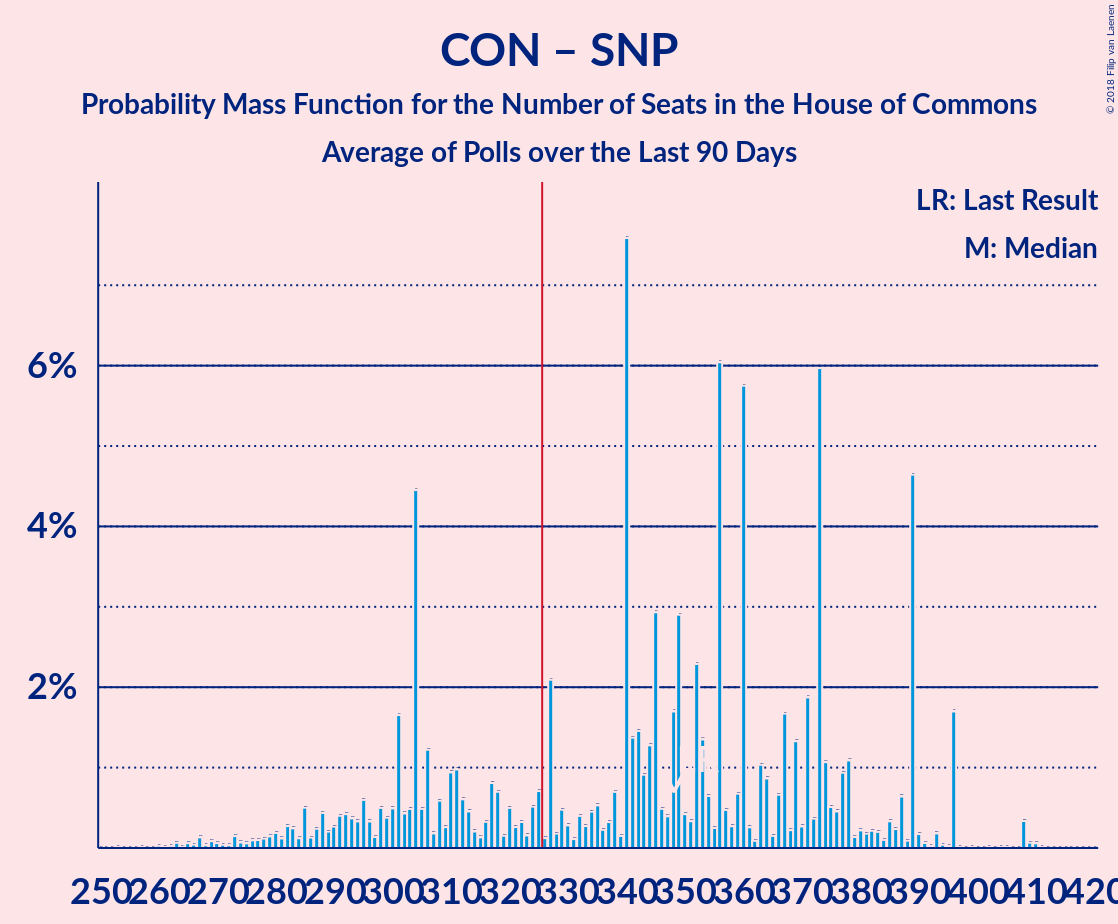 CON – SNP
Probability Mass Function for the Number of Seats in the House of Commons
Average of Polls over the Last 90 Days
© 2018 Filip van Laenen
LR: Last Result
M: Median
6%
4%
2%
250 260 270 280 290 300 310 320 330 340 350 360 370 380 390 400 410 420